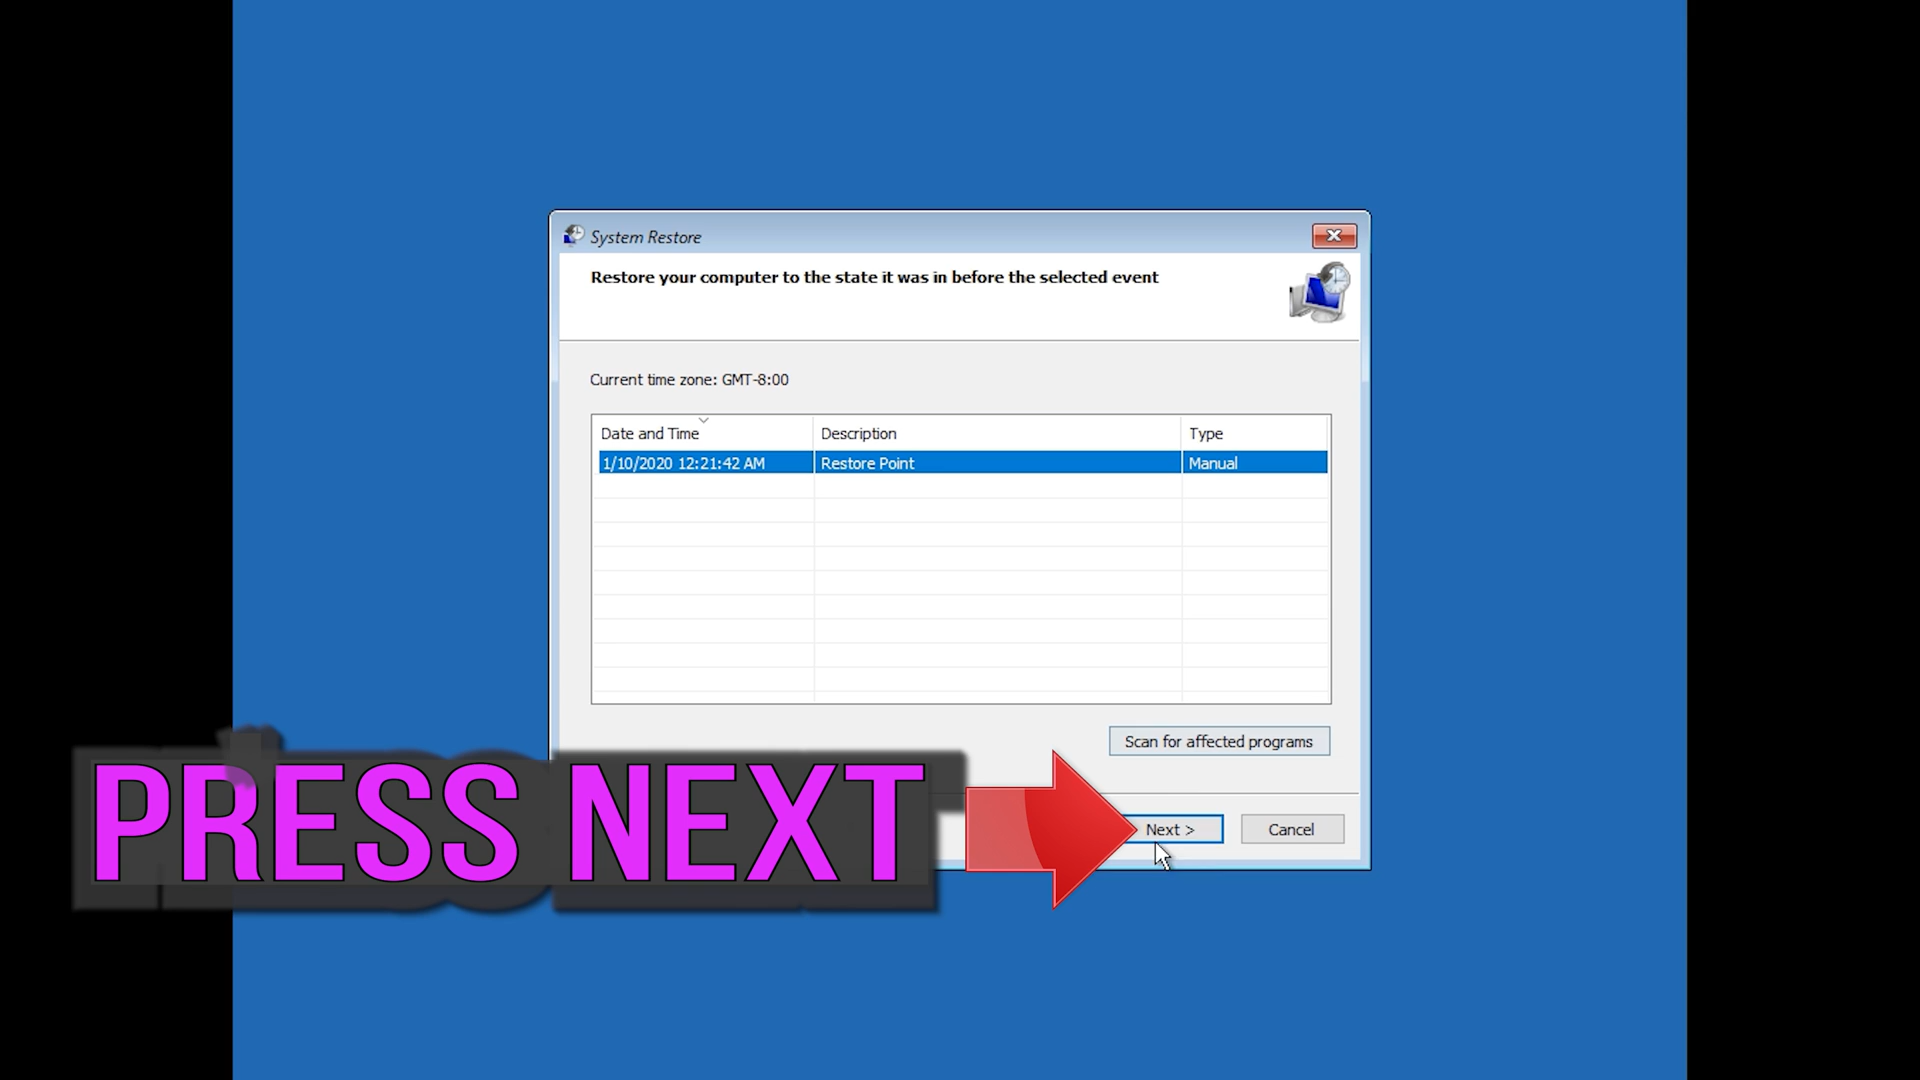 System Restore
Restore your computer to the state it was in before the selected event
Current time zone: GMT-8:00
Date and Time Description Type
1/10/2020 12:21:42 AM Restore Point Manual
Scan for affected programs
PRESS NEXT
Next > Cancel